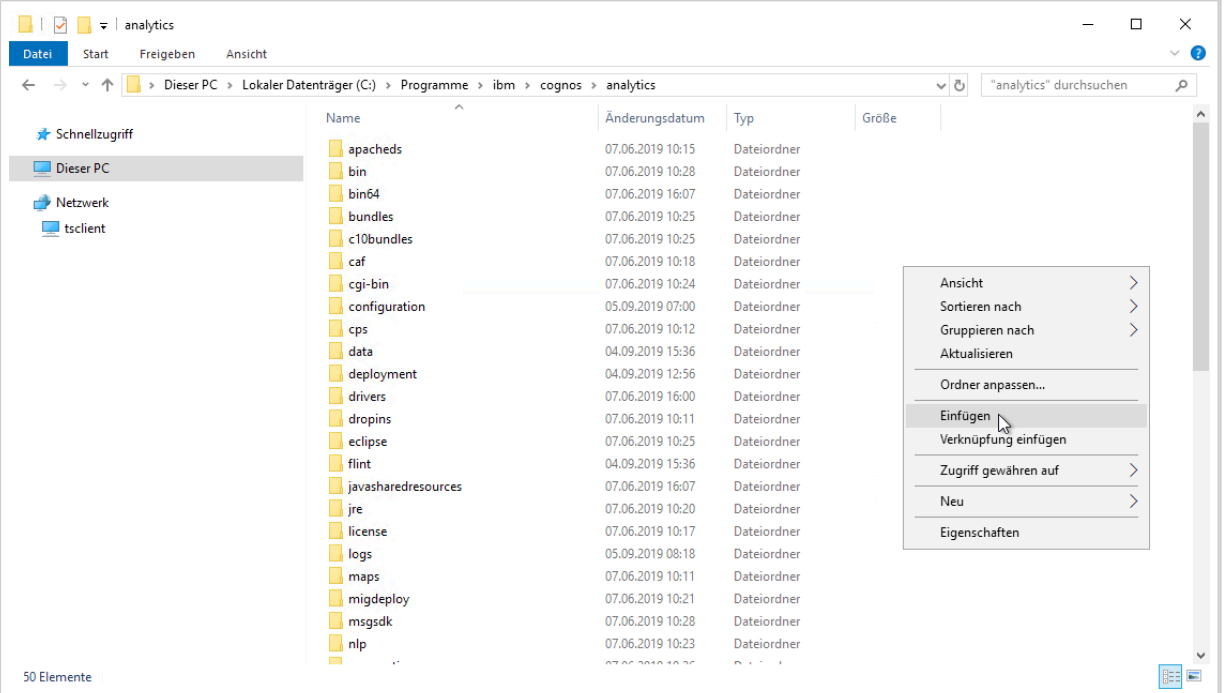 analytics
Datei Start Freigeben Ansicht
Dieser PC Lokaler Datenträger (C:) Programme ibm cognos analytics
"analytics" durchsuchen
Schnellzugriff
Dieser PC
Netzwerk
tsclient
Name Änderungsdatum Typ Größe
apacheds 07.06.2019 10:15 Dateiordner
bin 07.06.2019 10:28 Dateiordner
bin64 07.06.2019 16:07 Dateiordner
bundles 07.06.2019 10:25 Dateiordner
c10bundles 07.06.2019 10:25 Dateiordner
caf 07.06.2019 10:18 Dateiordner
cgi-bin 07.06.2019 10:24 Dateiordner
configuration 05.09.2019 07:00 Dateiordner
cps 07.06.2019 10:12 Dateiordner
data 04.09.2019 15:36 Dateiordner
deployment 04.09.2019 12:56 Dateiordner
drivers 07.06.2019 16:00 Dateiordner
dropins 07.06.2019 10:11 Dateiordner
eclipse 07.06.2019 10:25 Dateiordner
flint 04.09.2019 15:36 Dateiordner
javasharedresources 07.06.2019 16:07 Dateiordner
jre 07.06.2019 10:20 Dateiordner
license 07.06.2019 10:17 Dateiordner
logs 05.09.2019 08:18 Dateiordner
maps 07.06.2019 10:11 Dateiordner
migdeploy 07.06.2019 10:21 Dateiordner
msgsdk 07.06.2019 10:28 Dateiordner
nlp 07.06.2019 10:23 Dateiordner
Ansicht
Sortieren nach
Gruppieren nach
Aktualisieren
Ordner anpassen...
Einfügen
Verknüpfung einfügen
Zugriff gewähren auf
Neu
Eigenschaften
50 Elemente